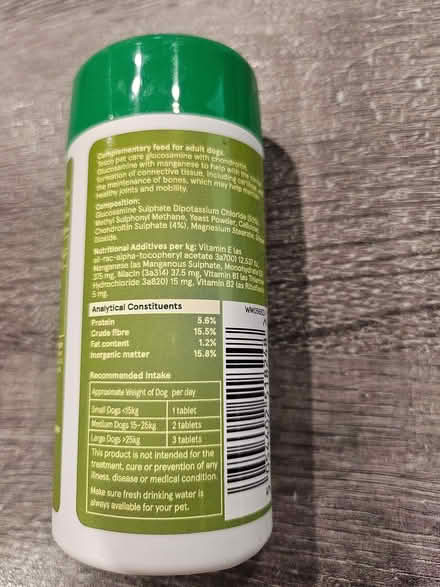 Complementary feed for adult dogs.
Tesco pet care glucosamine with chondroitin.
Glucosamine with manganese to help with the
formation of connective tissue, including cartilage
the maintenance of bones, which may help
healthy joints and mobility.
Composition:
Glucosamine Sulphate Dipotassium Chloride
Methyl Sulphonyl Methane, Yeast Powder,
Chondroitin Sulphate (4%), Magnesium Stearate,
Dioxide.
Nutritional Additives per kg: Vitamin E (as
all-rac-alpha-tocopheryl acetate 3a700) 12,537
Manganese (as Manganous Sulphate, Monohydrate
375 mg, Niacin (3a314) 37.5 mg, Vitamin B1 (as Thiamine
Hydrochloride 3a820) 15 mg, Vitamin B2 (as
5 mg.
Analytical Constituents
Protein 5.6%
Crude fibre 15.5%
Fat content 1.2%
Inorganic matter 15.8%
Recommended Intake
Approximate Weight of Dog per day
Small Dogs <15kg 1 tablet
Medium Dogs 15-25kg 2 tablets
Large Dogs >25kg 3 tablets
This product is not intended for the
treatment, cure or prevention of any
illness, disease or medical condition.
Make sure fresh drinking water is
always available for your pet.